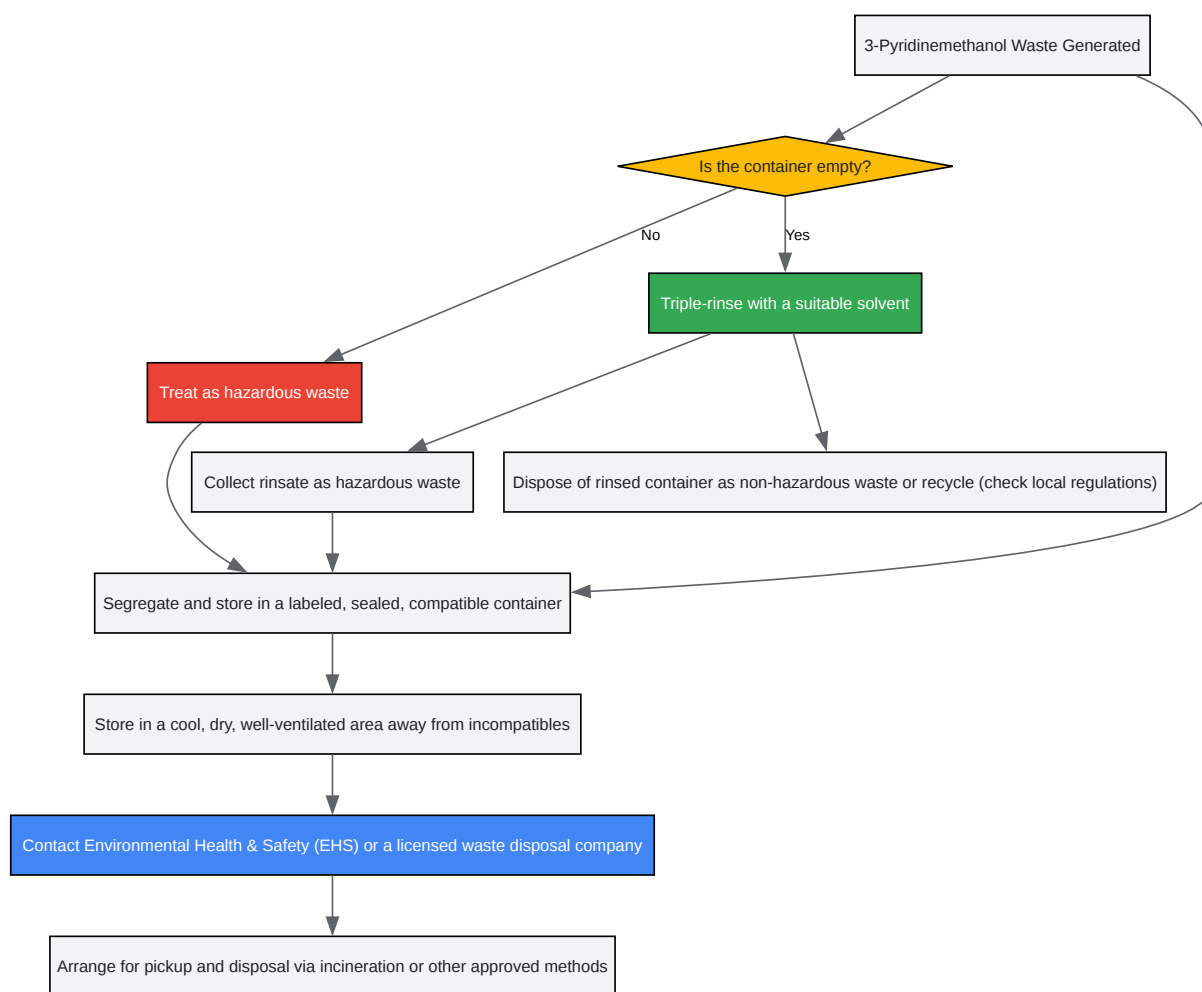 3-Pyridinemethanol Waste Generated
Is the container empty?
No
Yes
Triple-rinse with a suitable solvent
Treat as hazardous waste
Collect rinsate as hazardous waste
Dispose of rinsed container as non-hazardous waste or recycle (check local regulations)
Segregate and store in a labeled, sealed, compatible container
Store in a cool, dry, well-ventilated area away from incompatibles
Contact Environmental Health & Safety (EHS) or a licensed waste disposal company
Arrange for pickup and disposal via incineration or other approved methods